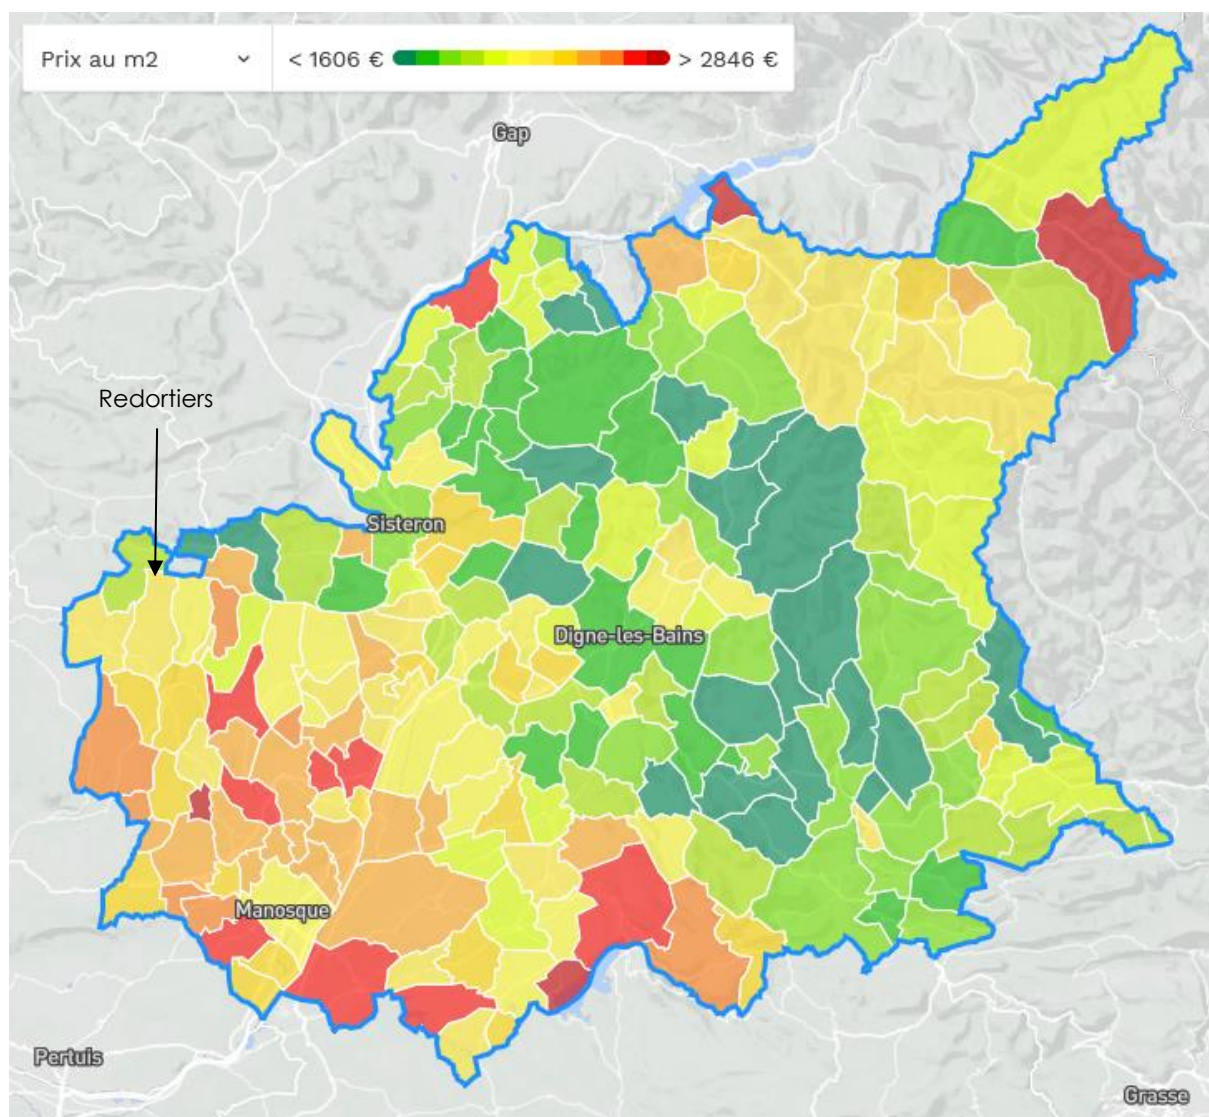 Prix au m2
< 1606 €
> 2846 €
Gap
Redortiers
Sisteron
Digne-les-Bains
Manosque
Pertuis
Grasse